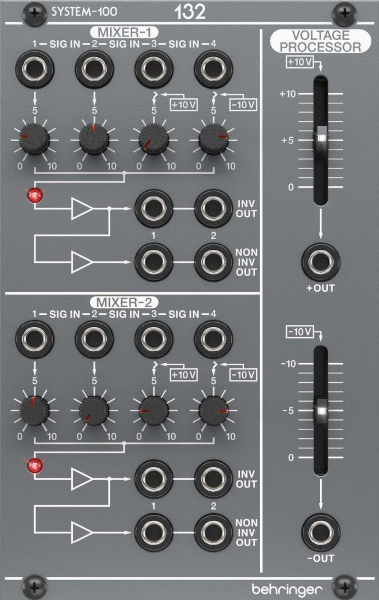 SYSTEM-100 132
MIXER-1
1 — SIG IN — 2 — SIG IN — 3 — SIG IN — 4
5 5 5 +10 V 5 -10 V
0 10 0 10 0 10 0 10
INV OUT
1 2
NON INV OUT
MIXER-2
1 — SIG IN — 2 — SIG IN — 3 — SIG IN — 4
5 5 5 +10 V 5 -10 V
0 10 0 10 0 10 0 10
INV OUT
1 2
NON INV OUT
VOLTAGE
PROCESSOR
+10 V
+10
+5
0
+OUT
-10 V
-10
-5
0
-OUT
behringer